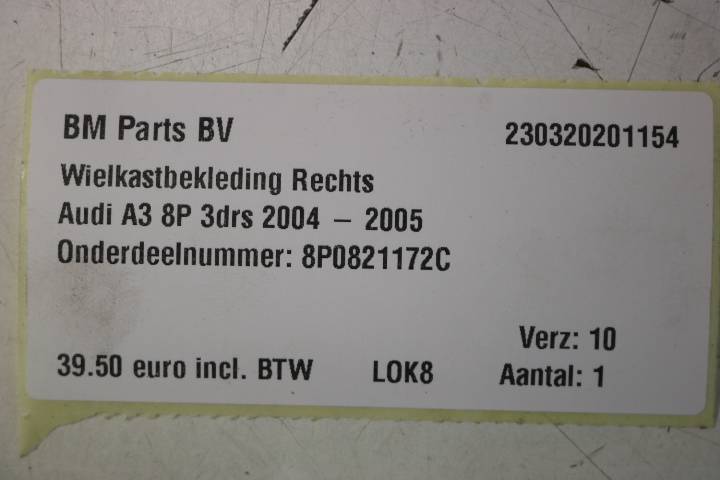 BM Parts BV 230320201154
Wielkastbekleding Rechts
Audi A3 8P 3drs 2004 – 2005
Onderdeelnummer: 8P0821172C
Verz: 10
39.50 euro incl. BTW LOK8 Aantal: 1